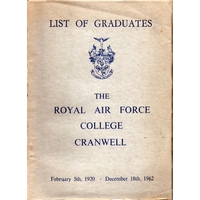 LIST OF GRADUATES
THE
ROYAL AIR FORCE
COLLEGE
CRANWELL
February 5th, 1920 - December 18th, 1962